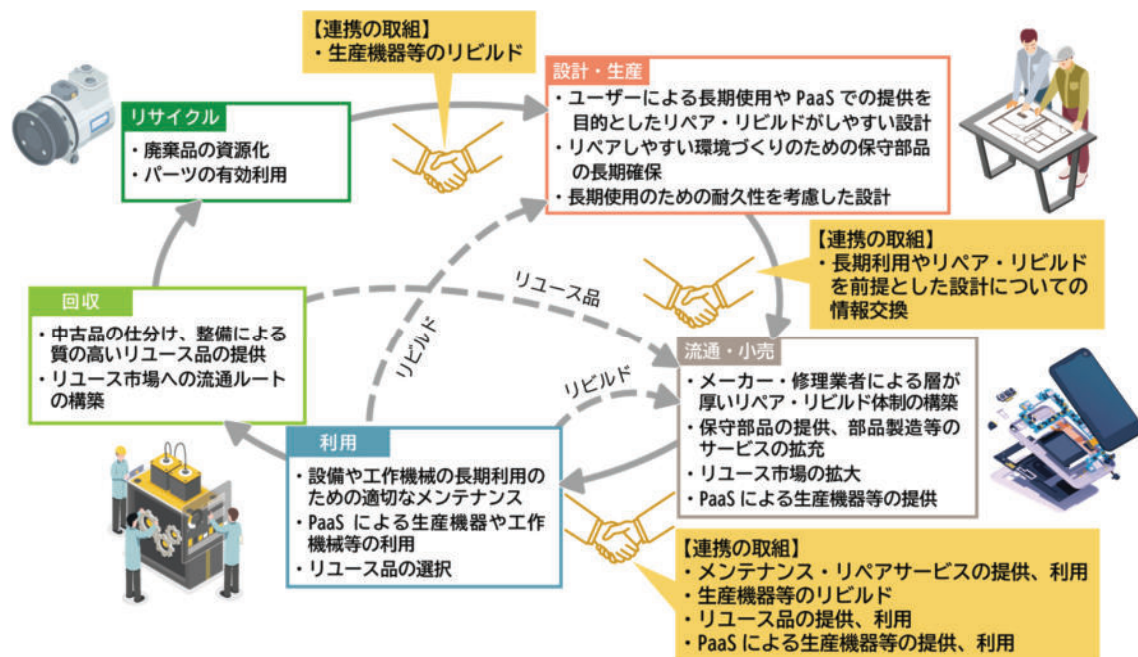 【連携の取組】
・生産機器等のリビルド
設計・生産
・ユーザーによる長期使用や PaaS での提供を
目的としたリペア・リビルドがしやすい設計
・リペアしやすい環境づくりのための保守部品
の長期確保
・長期使用のための耐久性を考慮した設計
リサイクル
・廃棄品の資源化
・パーツの有効利用
【連携の取組】
・長期利用やリペア・リビルド
を前提とした設計についての
情報交換
回収
・中古品の仕分け、整備による
質の高いリユース品の提供
・リユース市場への流通ルート
の構築
リユース品
リビルド
リビルド
流通・小売
・メーカー・修理業者による層が
厚いリペア・リビルド体制の構築
・保守部品の提供、部品製造等の
サービスの拡充
・リユース市場の拡大
・PaaS による生産機器等の提供
利用
・設備や工作機械の長期利用の
ための適切なメンテナンス
・PaaS による生産機器や工作
機械等の利用
・リユース品の選択
【連携の取組】
・メンテナンス・リペアサービスの提供、利用
・生産機器等のリビルド
・リユース品の提供、利用
・PaaS による生産機器等の提供、利用